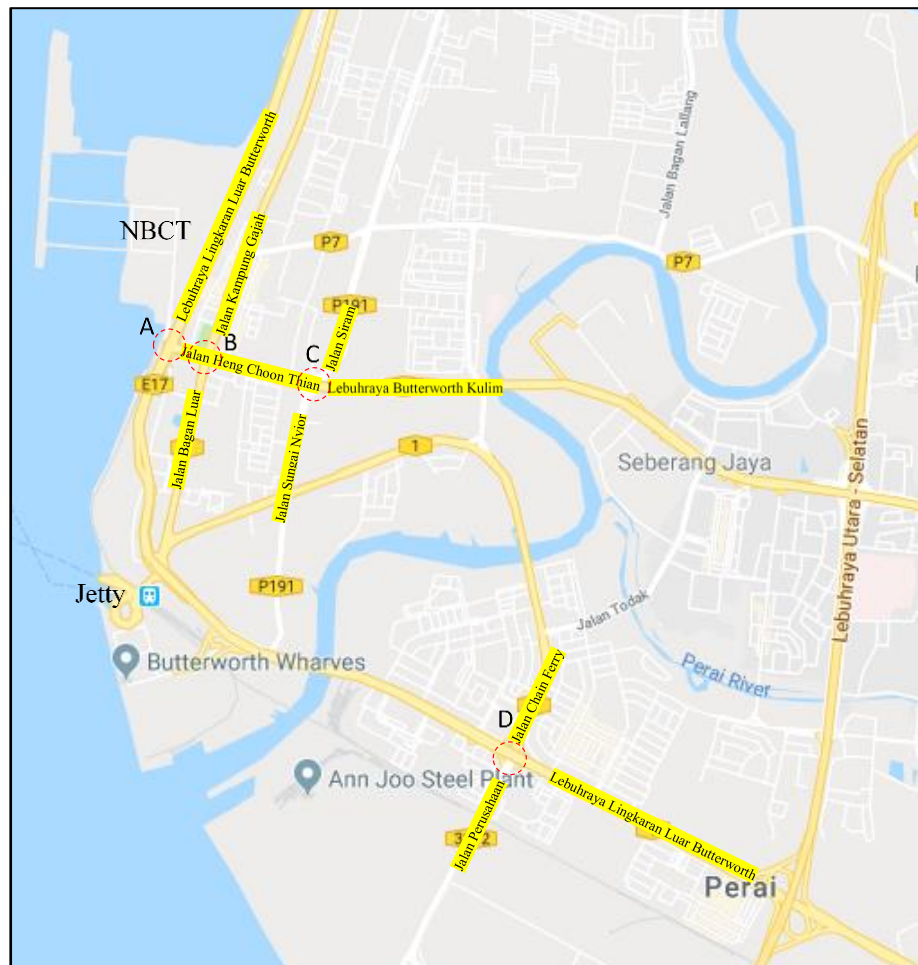 Jalan Bagan Lallang
Lebuhraya Lingkaran Luar Butterworth
NBCT
Jalan Kampung Gajah
P7
P7
P191
A
B
C
Jalan Siram
Jalan Heng Choon Thian
Lebuhraya Butterworth Kulim
E17
Jalan Bagan Luar
1
Jalan Sungai Nyior
Seberang Jaya
Lebuhraya Utara - Selatan
Jetty
P191
Jalan Todak
Butterworth Wharves
Perai River
Jalan Chain Ferry
D
Ann Joo Steel Plant
Lebuhraya Lingkaran Luar Butterworth
Jalan Perusahaan
Perai